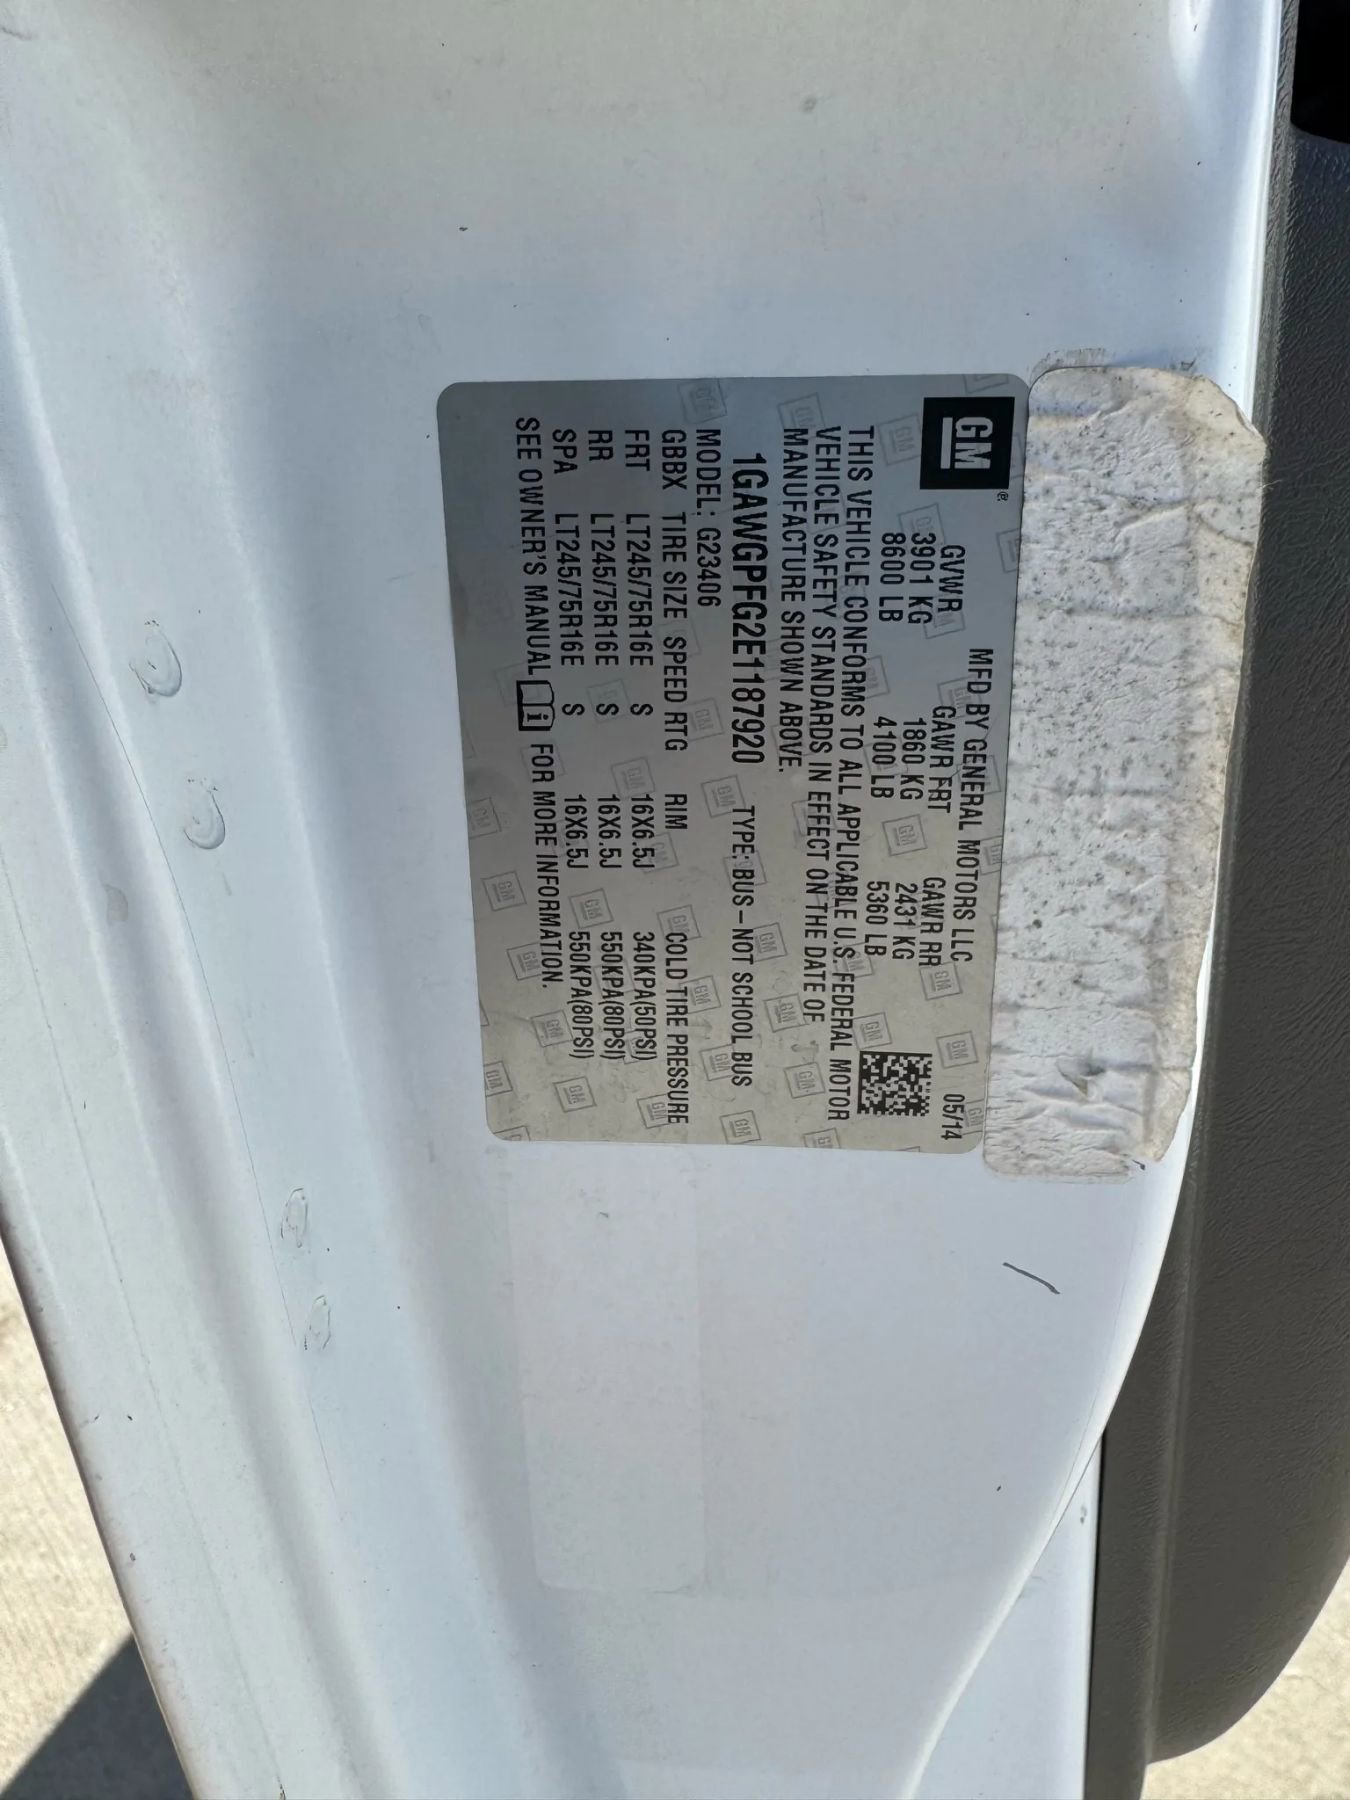 GM
MFD BY GENERAL MOTORS LLC 05/14
GVWR GAWR FRT GAWR RR
3901 KG 1860 KG 2431 KG
8600 LB 4100 LB 5360 LB
THIS VEHICLE CONFORMS TO ALL APPLICABLE U.S. FEDERAL MOTOR
VEHICLE SAFETY STANDARDS IN EFFECT ON THE DATE OF
MANUFACTURE SHOWN ABOVE.
1GAWGPFG2E1187920 TYPE: BUS–NOT SCHOOL BUS
MODEL: G23406
GBBX TIRE SIZE SPEED RTG RIM COLD TIRE PRESSURE
FRT LT245/75R16E S 16X6.5J 340KPA(50PSI)
RR LT245/75R16E S 16X6.5J 550KPA(80PSI)
SPA LT245/75R16E S 16X6.5J 550KPA(80PSI)
SEE OWNER'S MANUAL FOR MORE INFORMATION.